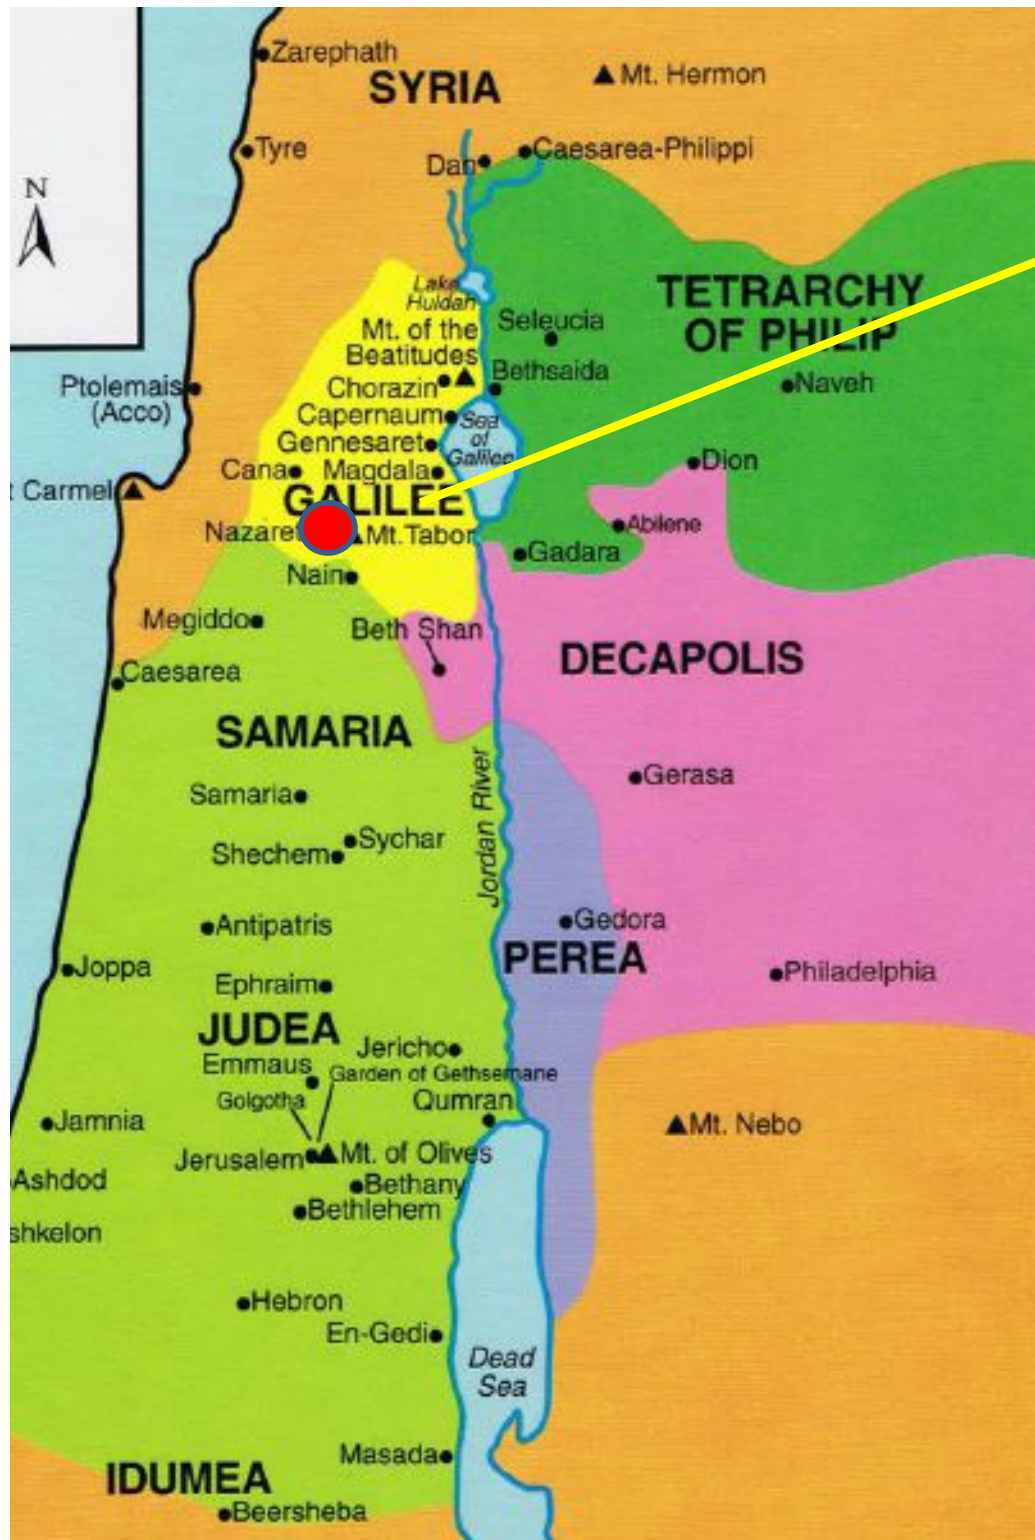 Zarephath
SYRIA
Mt. Hermon
Tyre
Dan
Caesarea-Philippi
N
Lake
Huldah
TETRARCHY
OF PHILIP
Mt. of the
Beatitudes
Seleucia
Ptolemais
(Acco)
Chorazin
Bethsaida
Naveh
Capernaum
Sea
of
Galilee
Gennesaret
Cana
Magdala
Dion
Carmel
GALILEE
Abilene
Nazaret
Mt. Tabor
Gadara
Nain
Megiddo
Beth Shan
DECAPOLIS
Caesarea
SAMARIA
Jordan River
Gerasa
Samaria
Sychar
Shechem
Antipatris
Gedora
PEREA
Joppa
Philadelphia
Ephraim
JUDEA
Jericho
Emmaus
Garden of Gethsemane
Golgotha
Qumran
Jamnia
Mt. Nebo
Jerusalem
Mt. of Olives
Ashdod
Bethany
Bethlehem
shkelon
Hebron
En-Gedi
Dead
Sea
Masada
IDUMEA
Beersheba